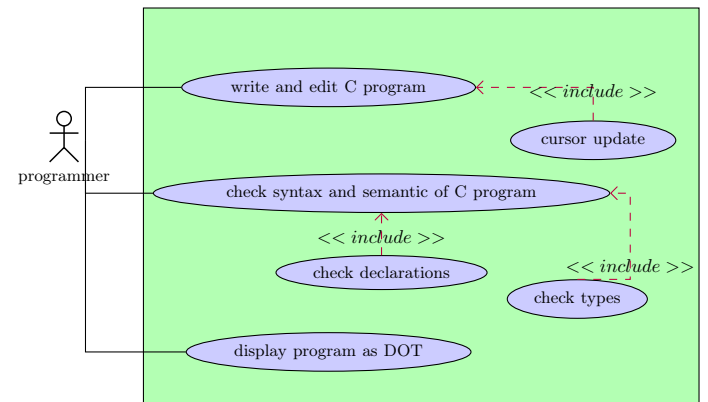 write and edit C program
<< include >>
cursor update
programmer
check syntax and semantic of C program
<< include >>
<< include >>
check declarations
check types
display program as DOT